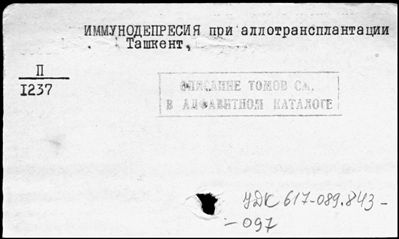 ИММУНОДЕПРЕСИЯ при аллотрансплантации
. Ташкент,
П
1237
ОПИСАНИЕ ТОМОВ СМ.
В АЛФАВИТНОМ КАТАЛОГЕ
УДК 617-089.843-
-097